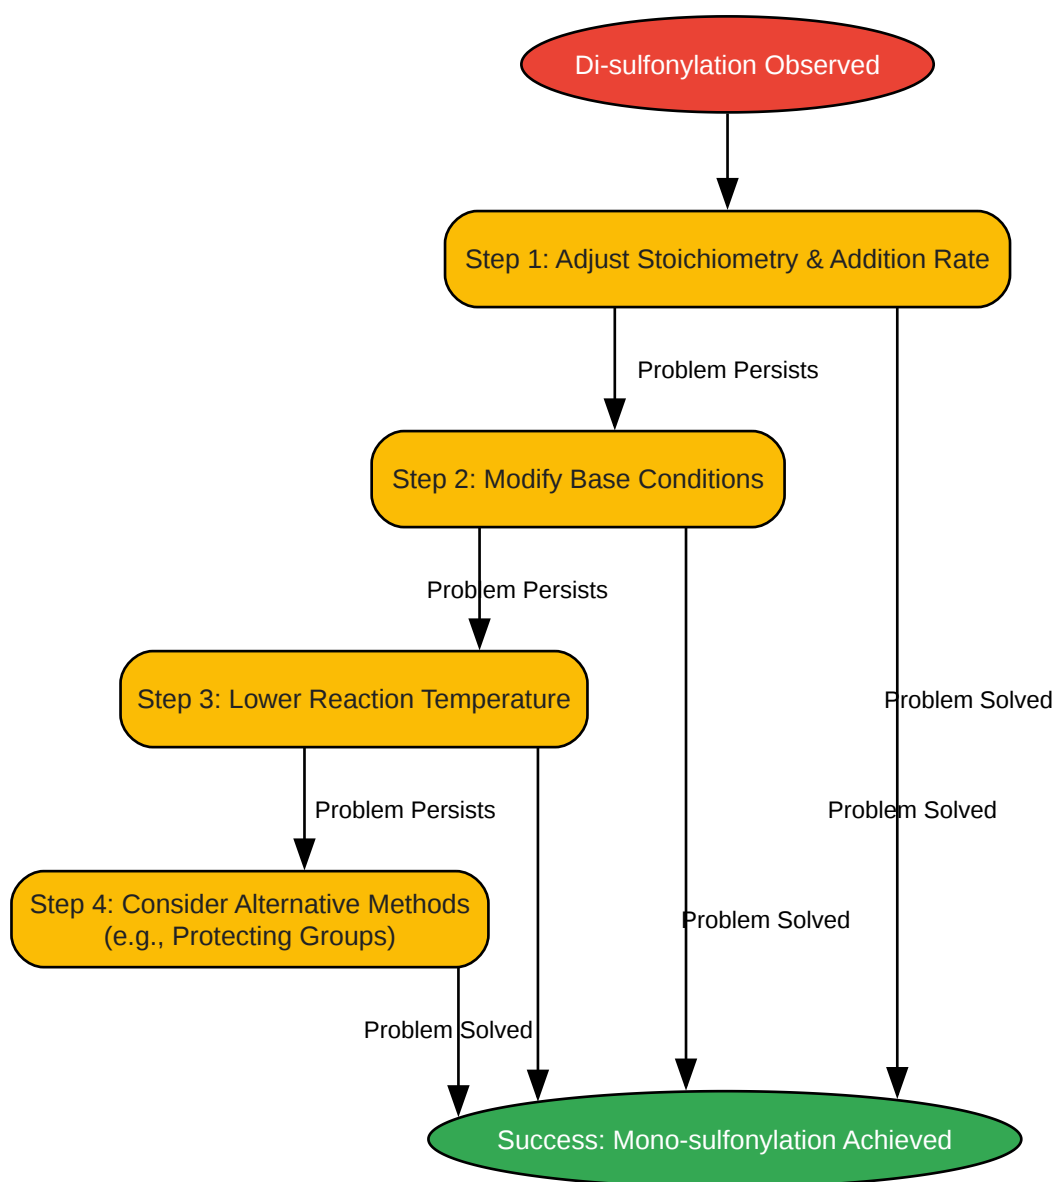 Di-sulfonylation Observed
Step 1: Adjust Stoichiometry & Addition Rate
Problem Persists
Step 2: Modify Base Conditions
Problem Persists
Step 3: Lower Reaction Temperature
Problem Solved
Problem Persists
Problem Solved
Step 4: Consider Alternative Methods
(e.g., Protecting Groups)
Problem Solved
Problem Solved
Success: Mono-sulfonylation Achieved